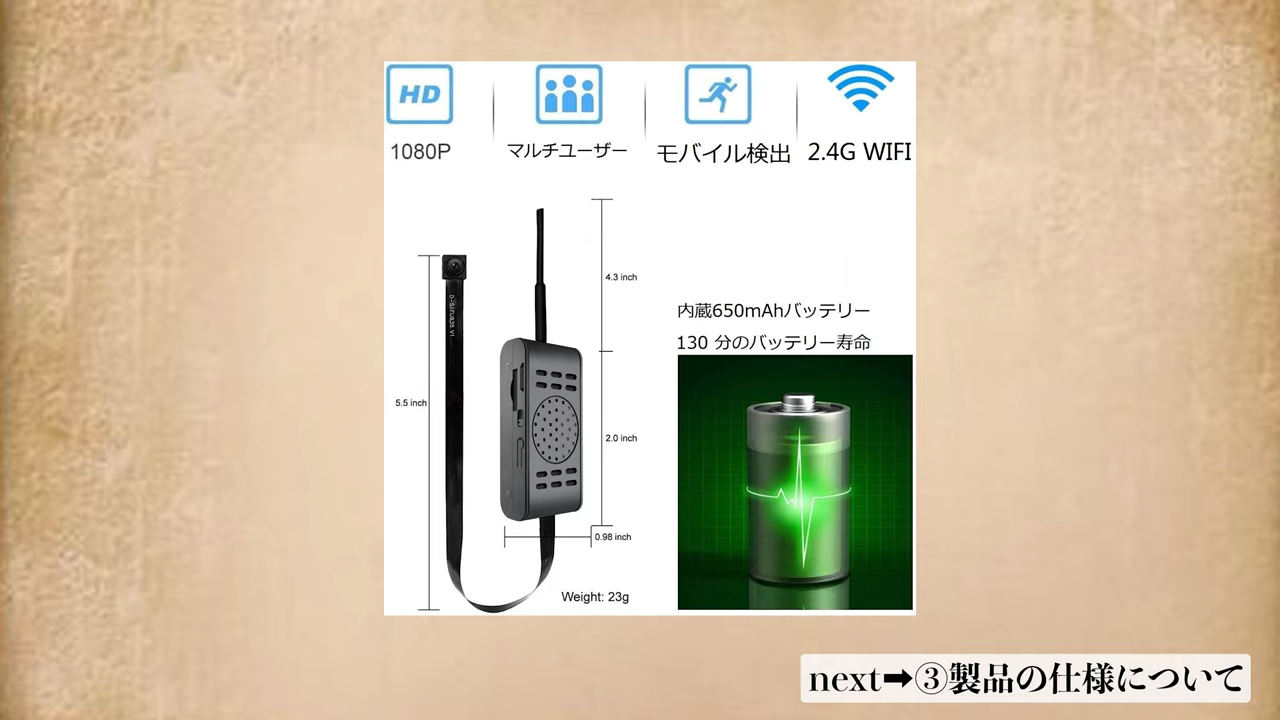 HD
1080P
マルチユーザー
モバイル検出
2.4G WIFI
4.3 inch
内蔵650mAhバッテリー
130 分のバッテリー寿命
5.5 inch
2.0 inch
0.98 inch
Weight: 23g
next➡③製品の仕様について